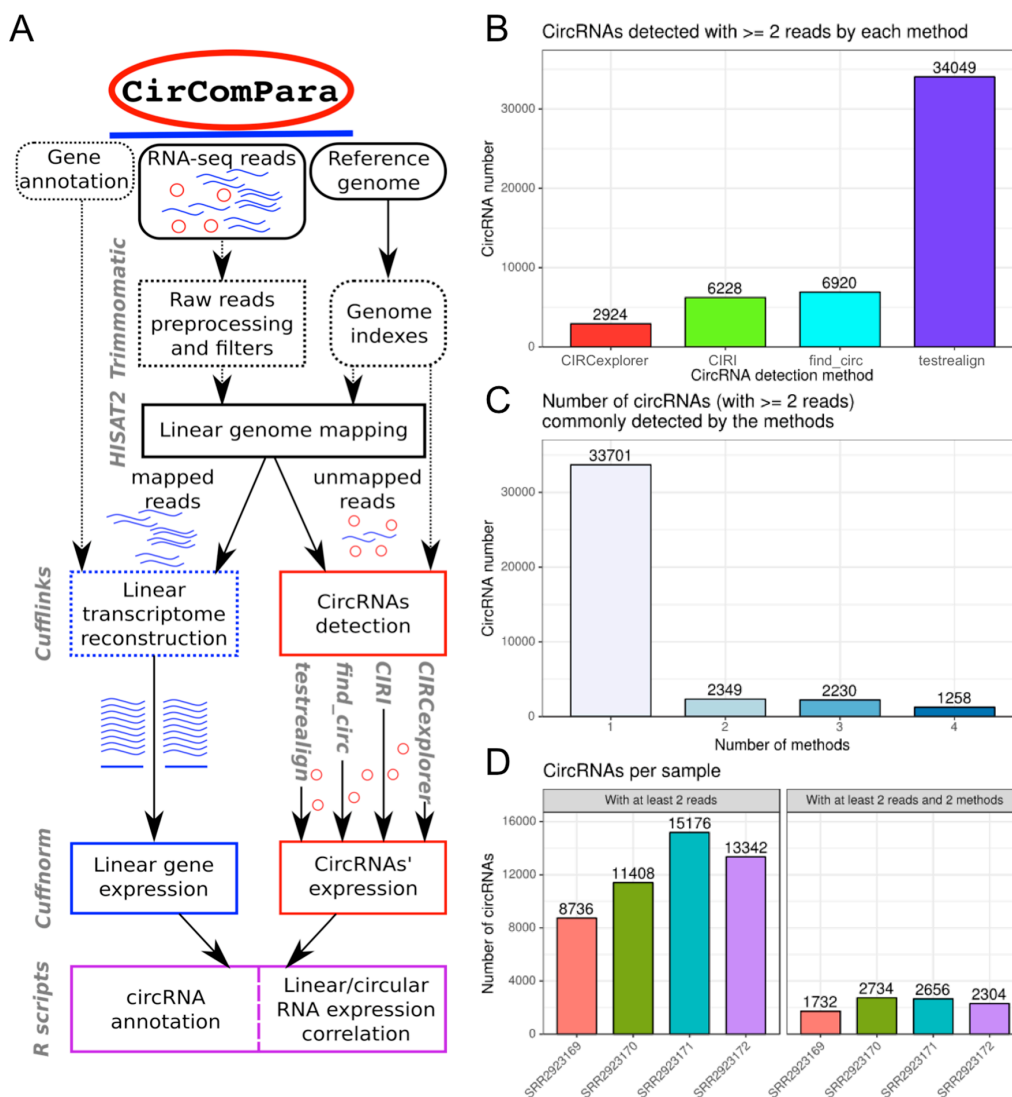 A
CirComPara
Gene
annotation
RNA-seq reads
Reference
genome
Trimmomatic
Raw reads
preprocessing
and filters
Genome
indexes
HISAT2
Linear genome mapping
mapped
reads
unmapped
reads
Cufflinks
Linear
transcriptome
reconstruction
CircRNAs
detection
testrealign
find_circ
CIRI
CIRCexplorer
Cuffnorm
Linear gene
expression
CircRNAs'
expression
R scripts
circRNA
annotation
Linear/circular
RNA expression
correlation
B
CircRNAs detected with >= 2 reads by each method
CircRNA number
30000
20000
10000
0
2924
6228
6920
34049
CIRCexplorer
CIRI
find_circ
testrealign
CircRNA detection method
C
Number of circRNAs (with >= 2 reads)
commonly detected by the methods
CircRNA number
30000
20000
10000
0
33701
2349
2230
1258
1
2
3
4
Number of methods
D
CircRNAs per sample
With at least 2 reads
With at least 2 reads and 2 methods
Number of circRNAs
16000
12000
8000
4000
0
8736
11408
15176
13342
1732
2734
2656
2304
SRR2923169
SRR2923170
SRR2923171
SRR2923172
SRR2923169
SRR2923170
SRR2923171
SRR2923172